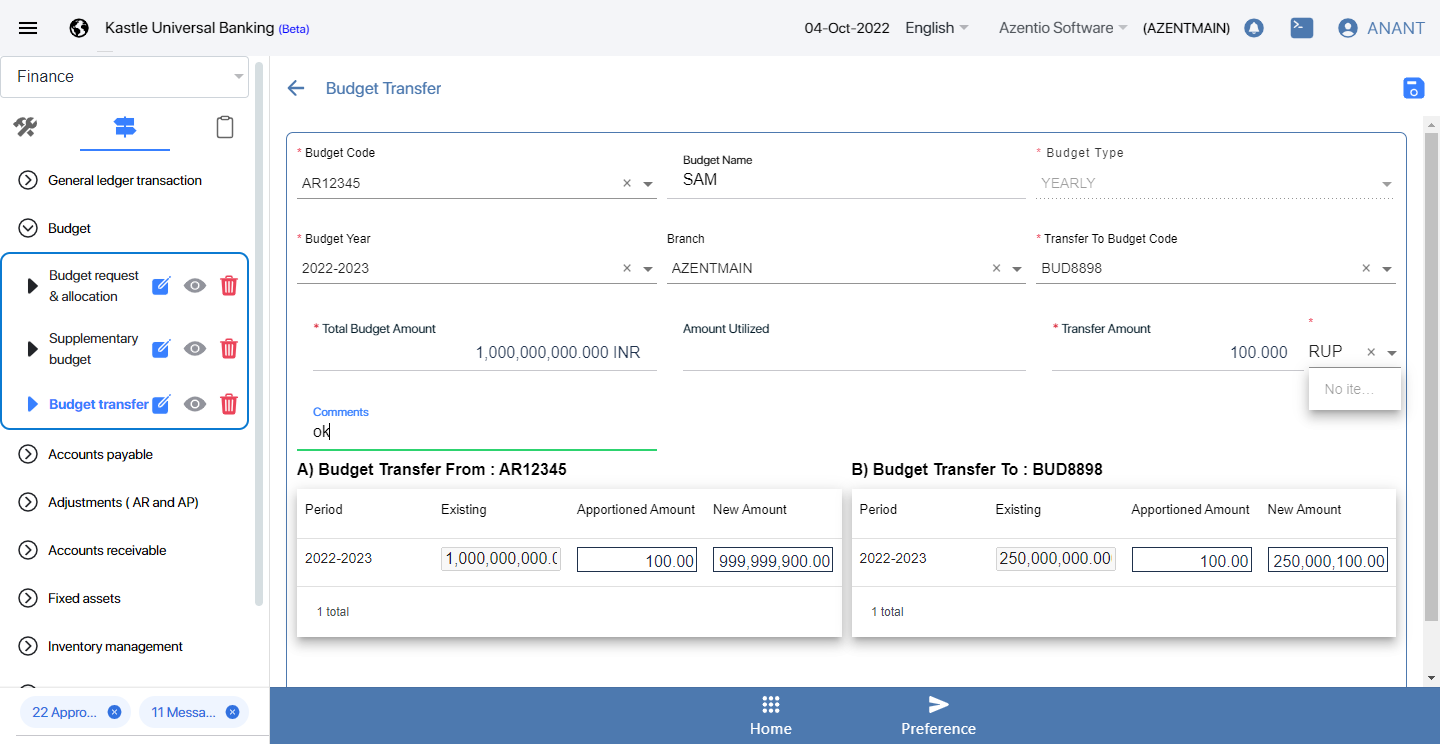 Kastle Universal Banking (Beta)
04-Oct-2022 English Azentio Software (AZENTMAIN) ANANT
Finance
Budget Transfer
General ledger transaction
Budget
Budget request
& allocation
Supplementary
budget
Budget transfer
Accounts payable
Adjustments ( AR and AP)
Accounts receivable
Fixed assets
Inventory management
22 Appro...
11 Messa...
* Budget Code
AR12345 ×
Budget Name
SAM
* Budget Type
YEARLY
* Budget Year
2022-2023 ×
Branch
AZENTMAIN ×
* Transfer To Budget Code
BUD8898 ×
* Total Budget Amount
1,000,000,000.000 INR
Amount Utilized
* Transfer Amount
100.000
*
RUP ×
No ite...
Comments
ok
A) Budget Transfer From : AR12345
Period Existing Apportioned Amount New Amount
2022-2023 1,000,000,000.0 100.00 999,999,900.00
1 total
B) Budget Transfer To : BUD8898
Period Existing Apportioned Amount New Amount
2022-2023 250,000,000.00 100.00 250,000,100.00
1 total
Home
Preference